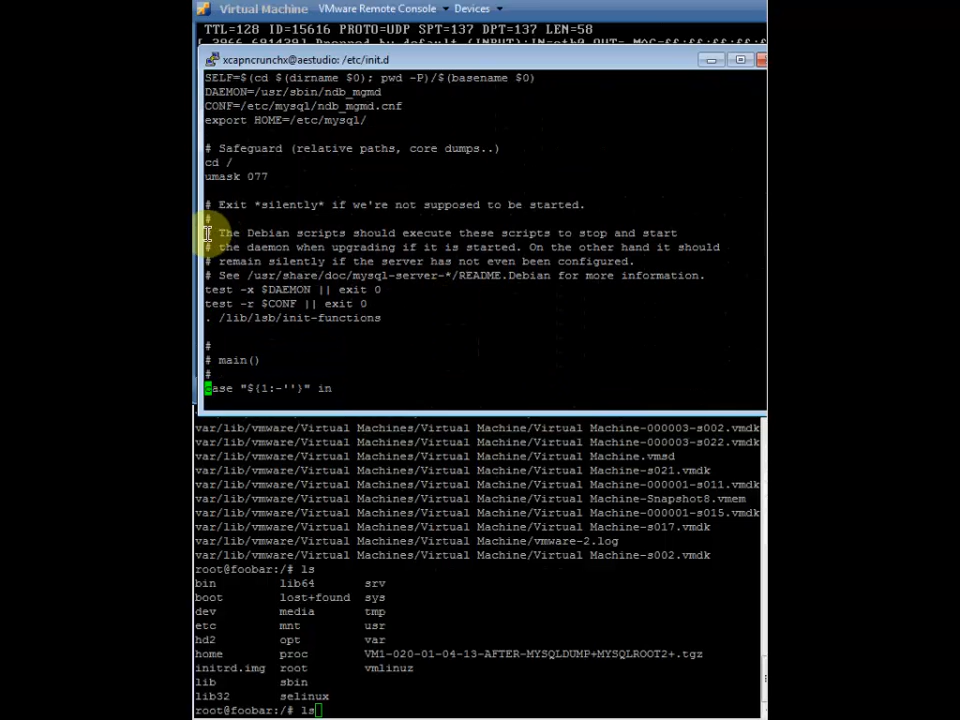 Virtual Machine VMware Remote Console Devices
TTL=128 ID=15616 PROTO=UDP SPT=137 DPT=137 LEN=58
xcapncrunchx@aestudio: /etc/init.d
SELF=$(cd $(dirname $0); pwd -P)/$(basename $0)
DAEMON=/usr/sbin/ndb_mgmd
CONF=/etc/mysql/ndb_mgmd.cnf
export HOME=/etc/mysql/
# Safeguard (relative paths, core dumps..)
cd /
umask 077
# Exit *silently* if we're not supposed to be started.
#
# The Debian scripts should execute these scripts to stop and start
# the daemon when upgrading if it is started. On the other hand it should
# remain silently if the server has not even been configured.
# See /usr/share/doc/mysql-server-*/README.Debian for more information.
test -x $DAEMON || exit 0
test -r $CONF || exit 0
. /lib/lsb/init-functions
#
# main()
#
case "${1:-''}" in
var/lib/vmware/Virtual Machines/Virtual Machine/Virtual Machine-000003-s002.vmdk
var/lib/vmware/Virtual Machines/Virtual Machine/Virtual Machine-000003-s022.vmdk
var/lib/vmware/Virtual Machines/Virtual Machine/Virtual Machine.vmsd
var/lib/vmware/Virtual Machines/Virtual Machine/Virtual Machine-s021.vmdk
var/lib/vmware/Virtual Machines/Virtual Machine/Virtual Machine-000001-s011.vmdk
var/lib/vmware/Virtual Machines/Virtual Machine/Virtual Machine-Snapshot8.vmem
var/lib/vmware/Virtual Machines/Virtual Machine/Virtual Machine-000001-s015.vmdk
var/lib/vmware/Virtual Machines/Virtual Machine/Virtual Machine-s017.vmdk
var/lib/vmware/Virtual Machines/Virtual Machine/vmware-2.log
var/lib/vmware/Virtual Machines/Virtual Machine/Virtual Machine-s002.vmdk
root@foobar:/# ls
bin lib64 srv
boot lost+found sys
dev media tmp
etc mnt usr
hd2 opt var
home proc VM1-020-01-04-13-AFTER-MYSQLDUMP+MYSQLROOT2+.tgz
initrd.img root vmlinuz
lib sbin
lib32 selinux
root@foobar:/# ls